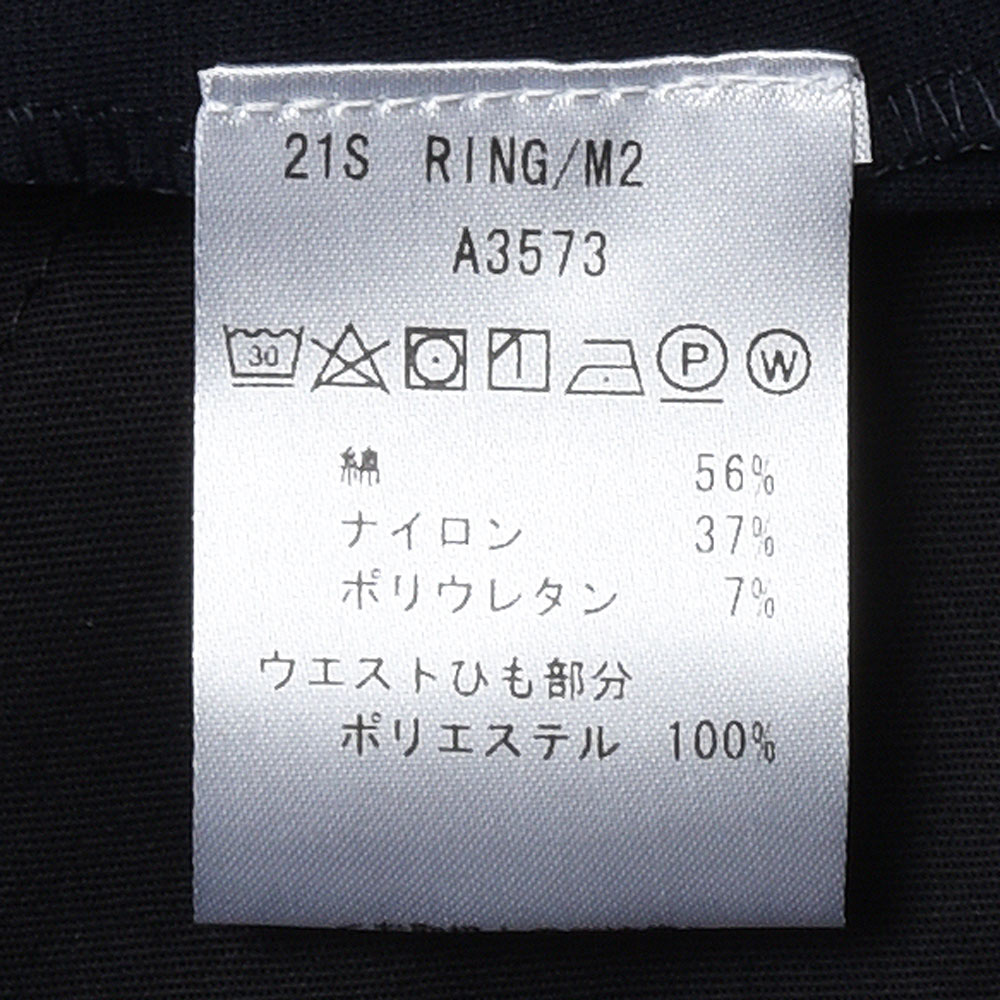 21S RING/M2
A3573
30 P W
綿 56%
ナイロン 37%
ポリウレタン 7%
ウエストひも部分
ポリエステル 100%